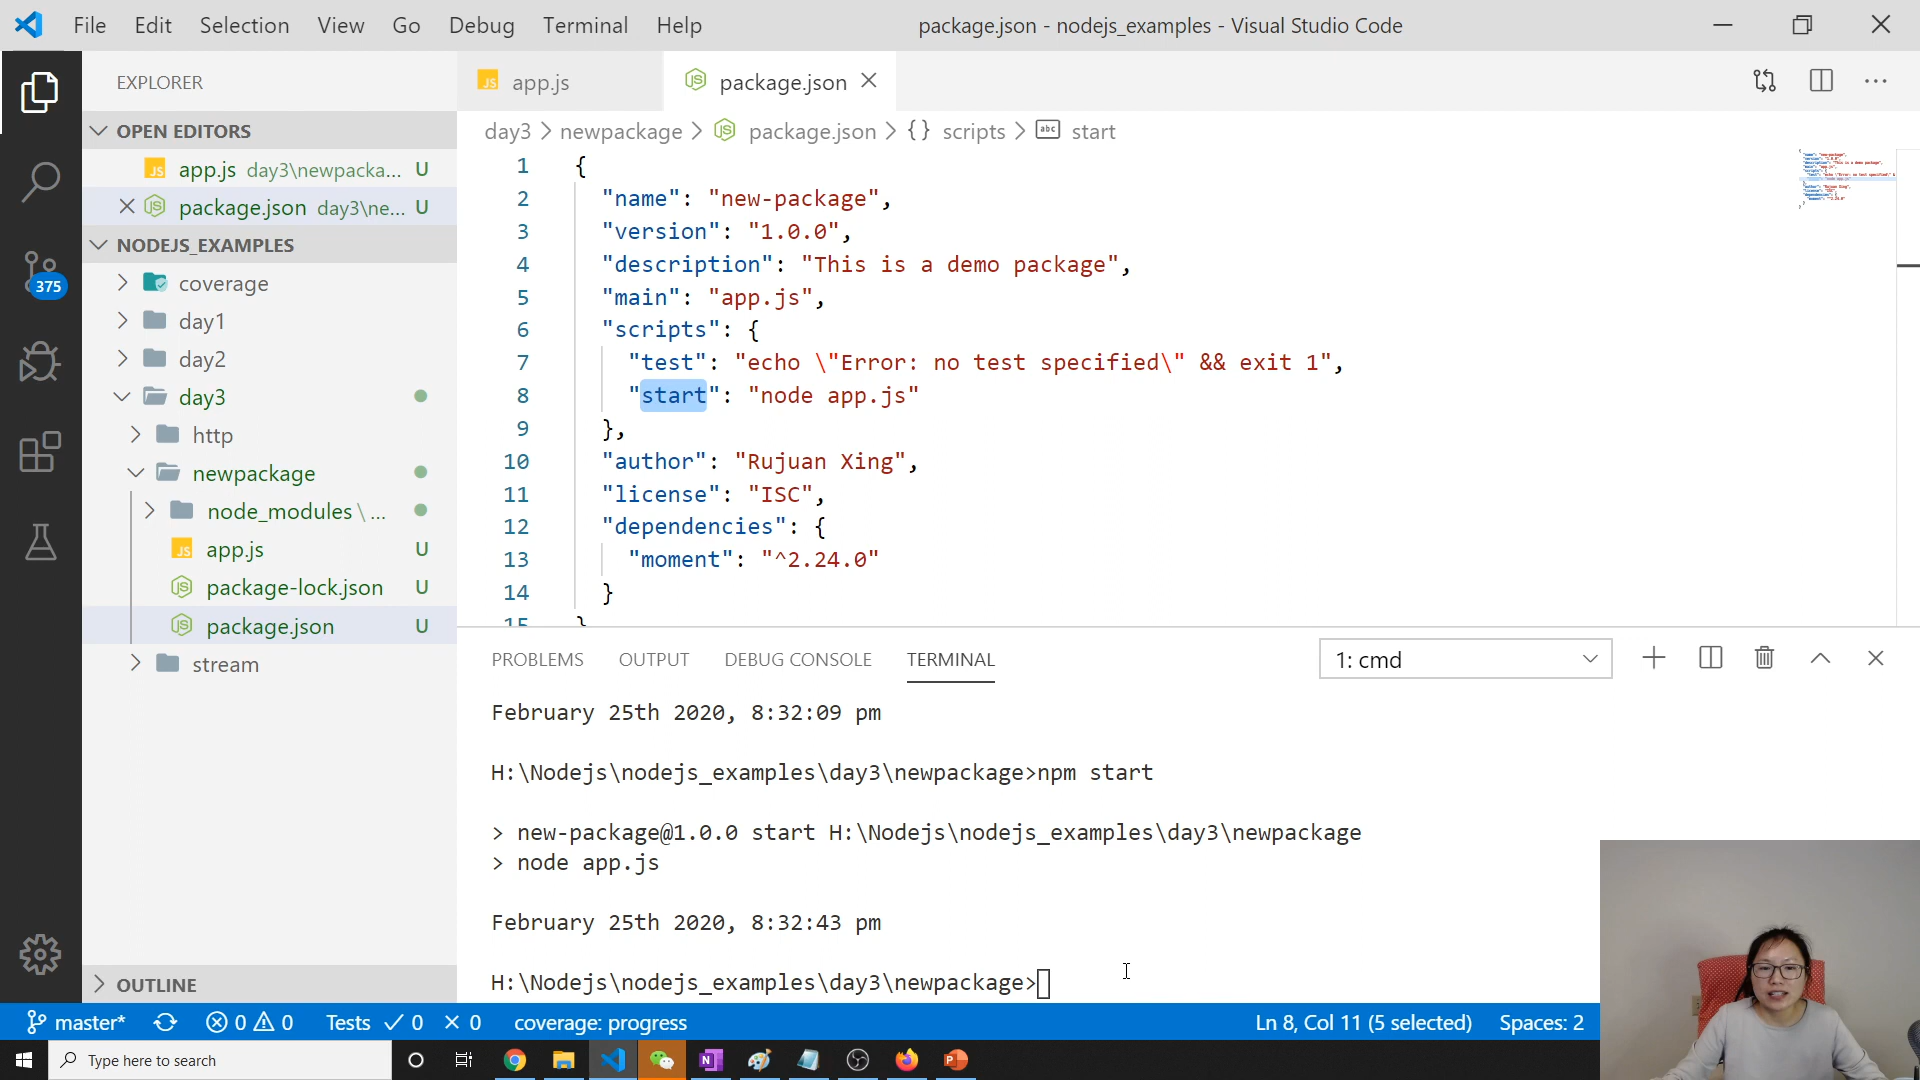 File Edit Selection View Go Debug Terminal Help
package.json - nodejs_examples - Visual Studio Code
EXPLORER
OPEN EDITORS
app.js day3\newpacka... U
package.json day3\ne... U
NODEJS_EXAMPLES
coverage
day1
day2
day3
http
newpackage
node_modules \ ...
app.js U
package-lock.json U
package.json U
stream
OUTLINE
375
app.js
package.json
day3 > newpackage > package.json > {} scripts > abc start
1 {
2 "name": "new-package",
3 "version": "1.0.0",
4 "description": "This is a demo package",
5 "main": "app.js",
6 "scripts": {
7 "test": "echo \"Error: no test specified\" && exit 1",
8 "start": "node app.js"
9 },
10 "author": "Rujuan Xing",
11 "license": "ISC",
12 "dependencies": {
13 "moment": "^2.24.0"
14 }
15 }
PROBLEMS OUTPUT DEBUG CONSOLE TERMINAL
1: cmd
February 25th 2020, 8:32:09 pm
H:\Nodejs\nodejs_examples\day3\newpackage>npm start
> new-package@1.0.0 start H:\Nodejs\nodejs_examples\day3\newpackage
> node app.js
February 25th 2020, 8:32:43 pm
H:\Nodejs\nodejs_examples\day3\newpackage>
master* 0 0 Tests 0 0 coverage: progress
Ln 8, Col 11 (5 selected) Spaces: 2
Type here to search